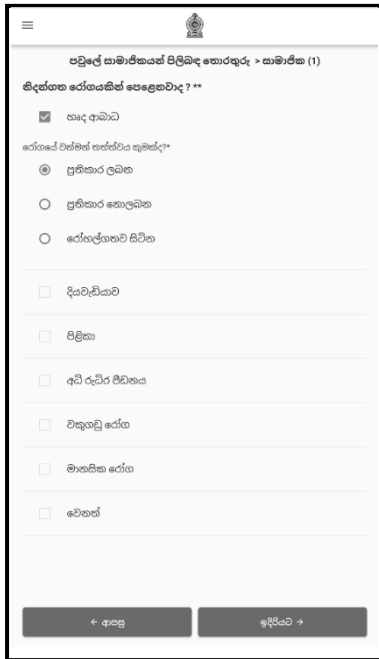 පවුලේ සාමාජිකයන් පිලිබඳ තොරතුරු > සාමාජික (1)
නිදන්ගත රෝගයකින් පෙළෙනවාද ? **
හෘද ආබාධ
රෝගයේ වත්මන් තත්ත්වය කුමක්ද?*
ප්‍රතිකාර ලබන
ප්‍රතිකාර නොලබන
රෝහල්ගතව සිටින
දියවැඩියාව
පිළිකා
අධි රුධිර පීඩනය
වකුගඩු රෝග
මානසික රෝග
වෙනත්
← ආපසු
ඉදිරියට →